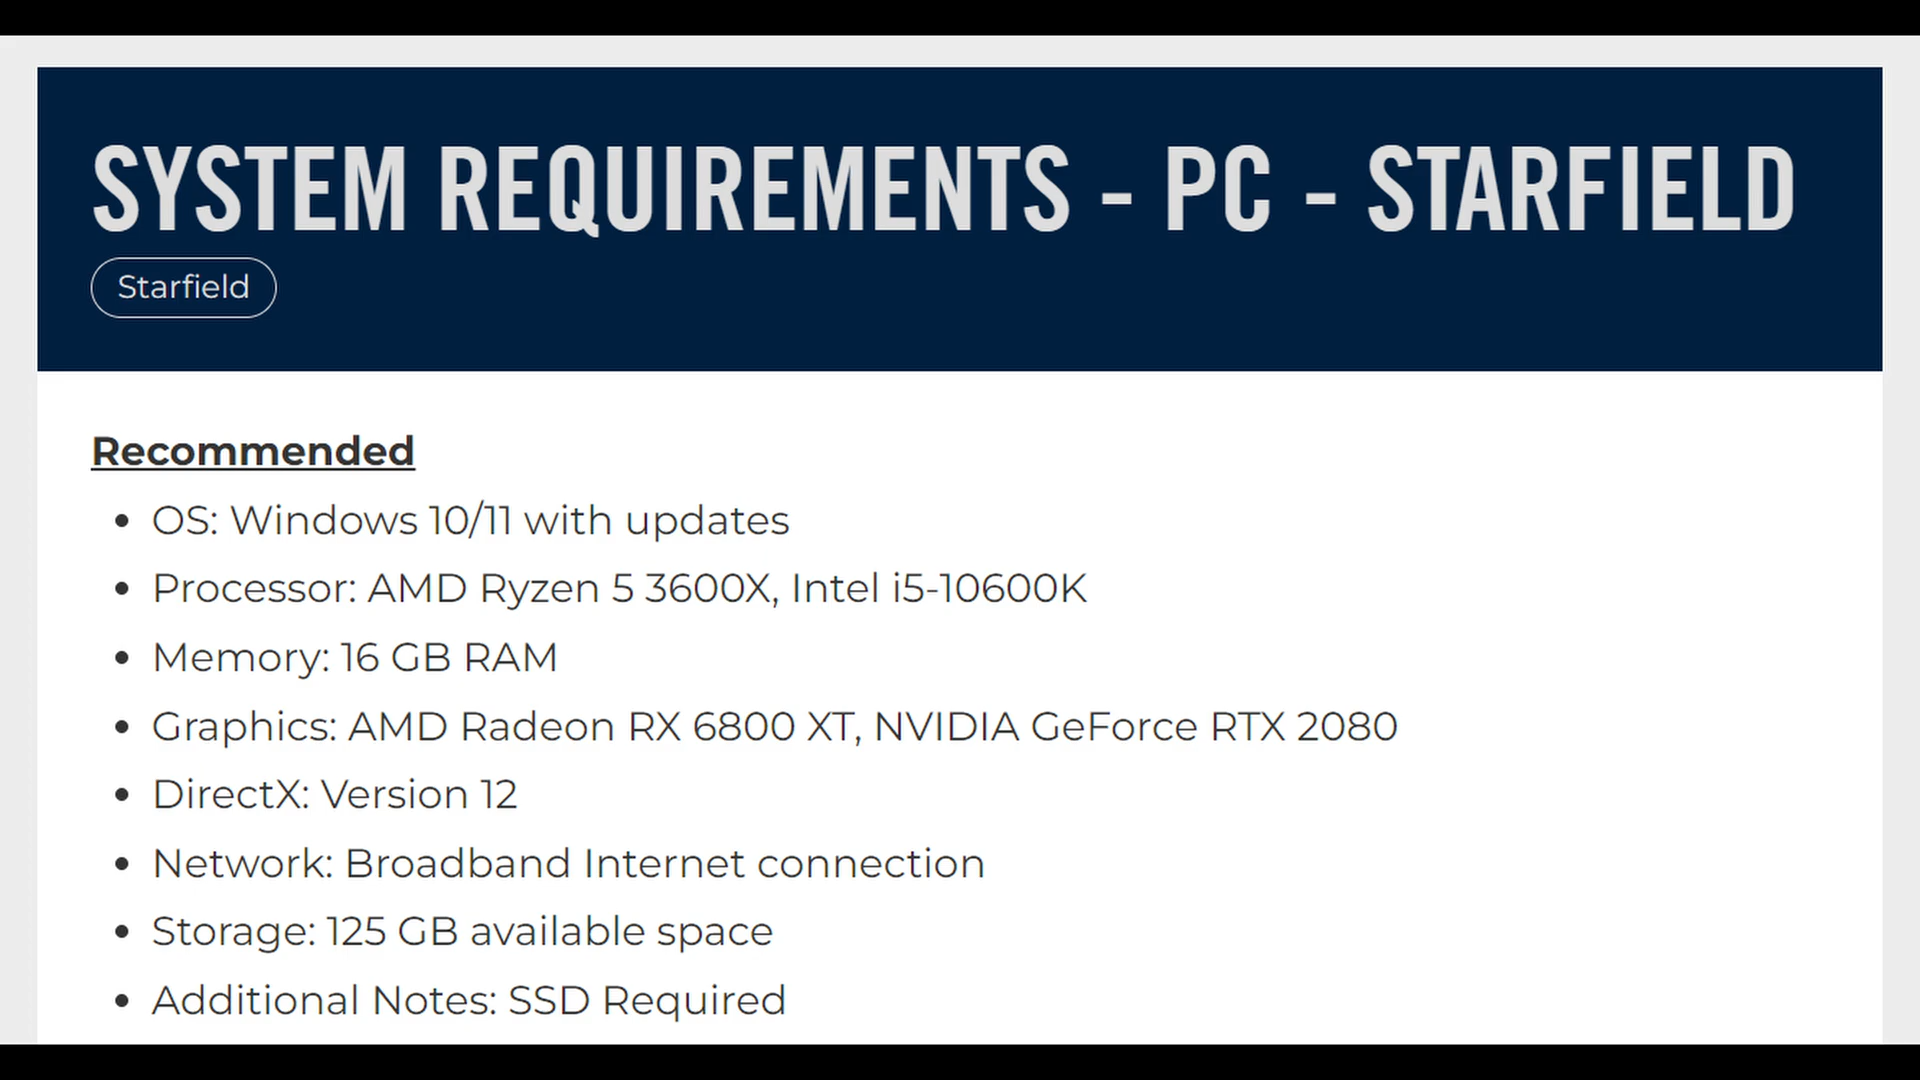 SYSTEM REQUIREMENTS - PC - STARFIELD
Starfield
Recommended
• OS: Windows 10/11 with updates
• Processor: AMD Ryzen 5 3600X, Intel i5-10600K
• Memory: 16 GB RAM
• Graphics: AMD Radeon RX 6800 XT, NVIDIA GeForce RTX 2080
• DirectX: Version 12
• Network: Broadband Internet connection
• Storage: 125 GB available space
• Additional Notes: SSD Required